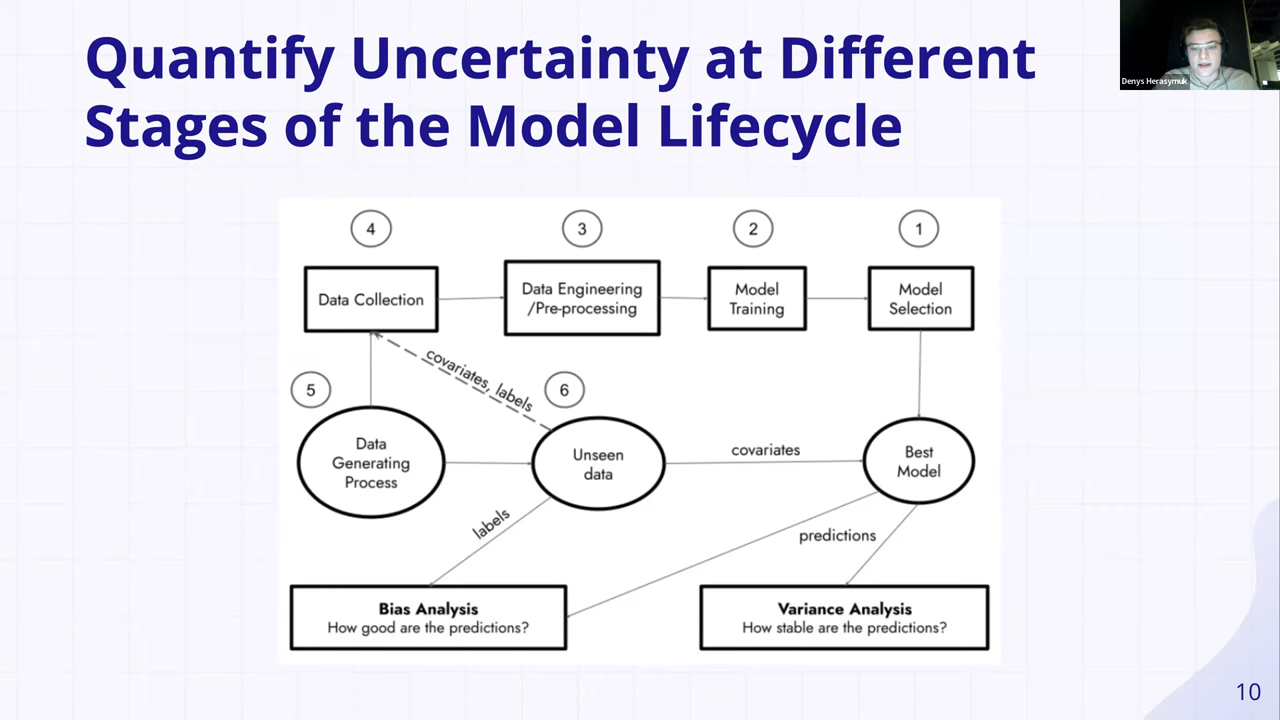 Quantify Uncertainty at Different
Stages of the Model Lifecycle
Denys Herasymuk
4
3
2
1
Data Collection
Data Engineering
/Pre-processing
Model
Training
Model
Selection
covariates, labels
5
6
Data
Generating
Process
Unseen
data
covariates
Best
Model
labels
predictions
Bias Analysis
How good are the predictions?
Variance Analysis
How stable are the predictions?
10